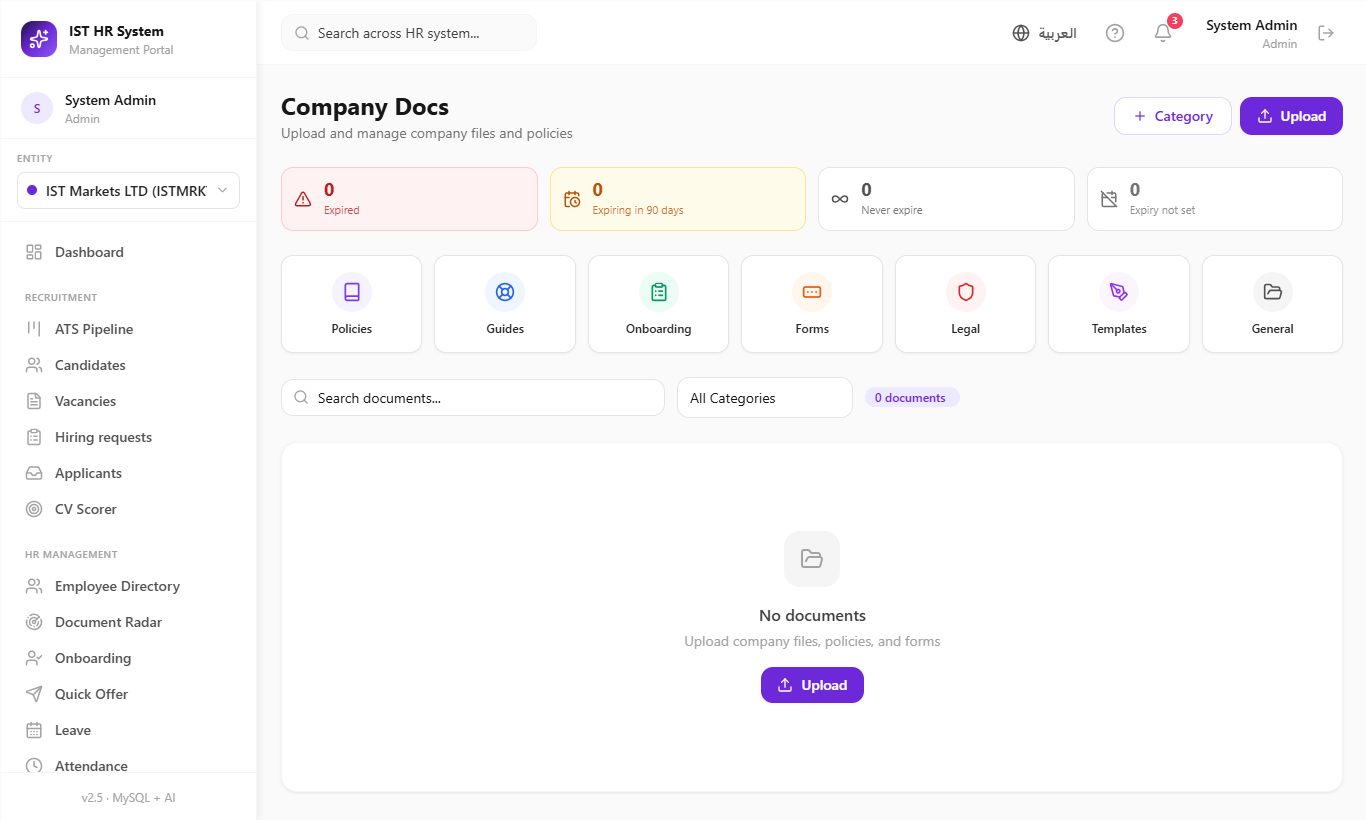 IST HR System
Management Portal
S
System Admin
Admin
ENTITY
IST Markets LTD (ISTMRK
Dashboard
RECRUITMENT
ATS Pipeline
Candidates
Vacancies
Hiring requests
Applicants
CV Scorer
HR MANAGEMENT
Employee Directory
Document Radar
Onboarding
Quick Offer
Leave
Attendance
v2.5 · MySQL + AI
Search across HR system...
العربية
3
System Admin
Admin
Company Docs
Upload and manage company files and policies
Category
Upload
0
Expired
0
Expiring in 90 days
0
Never expire
0
Expiry not set
Policies
Guides
Onboarding
Forms
Legal
Templates
General
Search documents...
All Categories
0 documents
No documents
Upload company files, policies, and forms
Upload